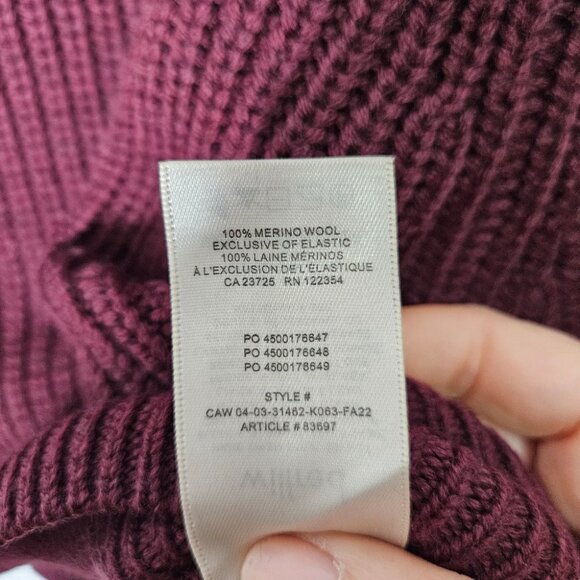 100% MERINO WOOL
EXCLUSIVE OF ELASTIC
100% LAINE MÉRINOS
À L'EXCLUSION DE L'ÉLASTIQUE
CA 23725 RN 122354
PO 4500176647
PO 4500176648
PO 4500176649
STYLE #
CAW 04-03-31462-K063-FA22
ARTICLE # 83697